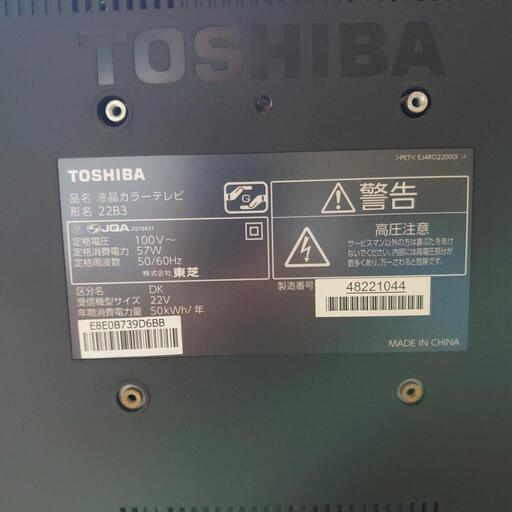 TOSHIBA
>PET< EJ4RO22000I
TOSHIBA
品名 液晶カラーテレビ
形名 22B3
G
警告
JQA JQ1043T
定格電圧 100V~
定格消費電力 57W
定格周波数 50/60Hz
株式会社 東芝
高圧注意
サービスマン以外の方は裏ぶたをあけ
ないでください。内部には高電圧部分が
数多くあり、万一さわると危険です。
区分名 DK
受信機型サイズ 22V
年間消費電力量 50kWh/年
製造番号
48221044
E8E0B739D6BB
MADE IN CHINA